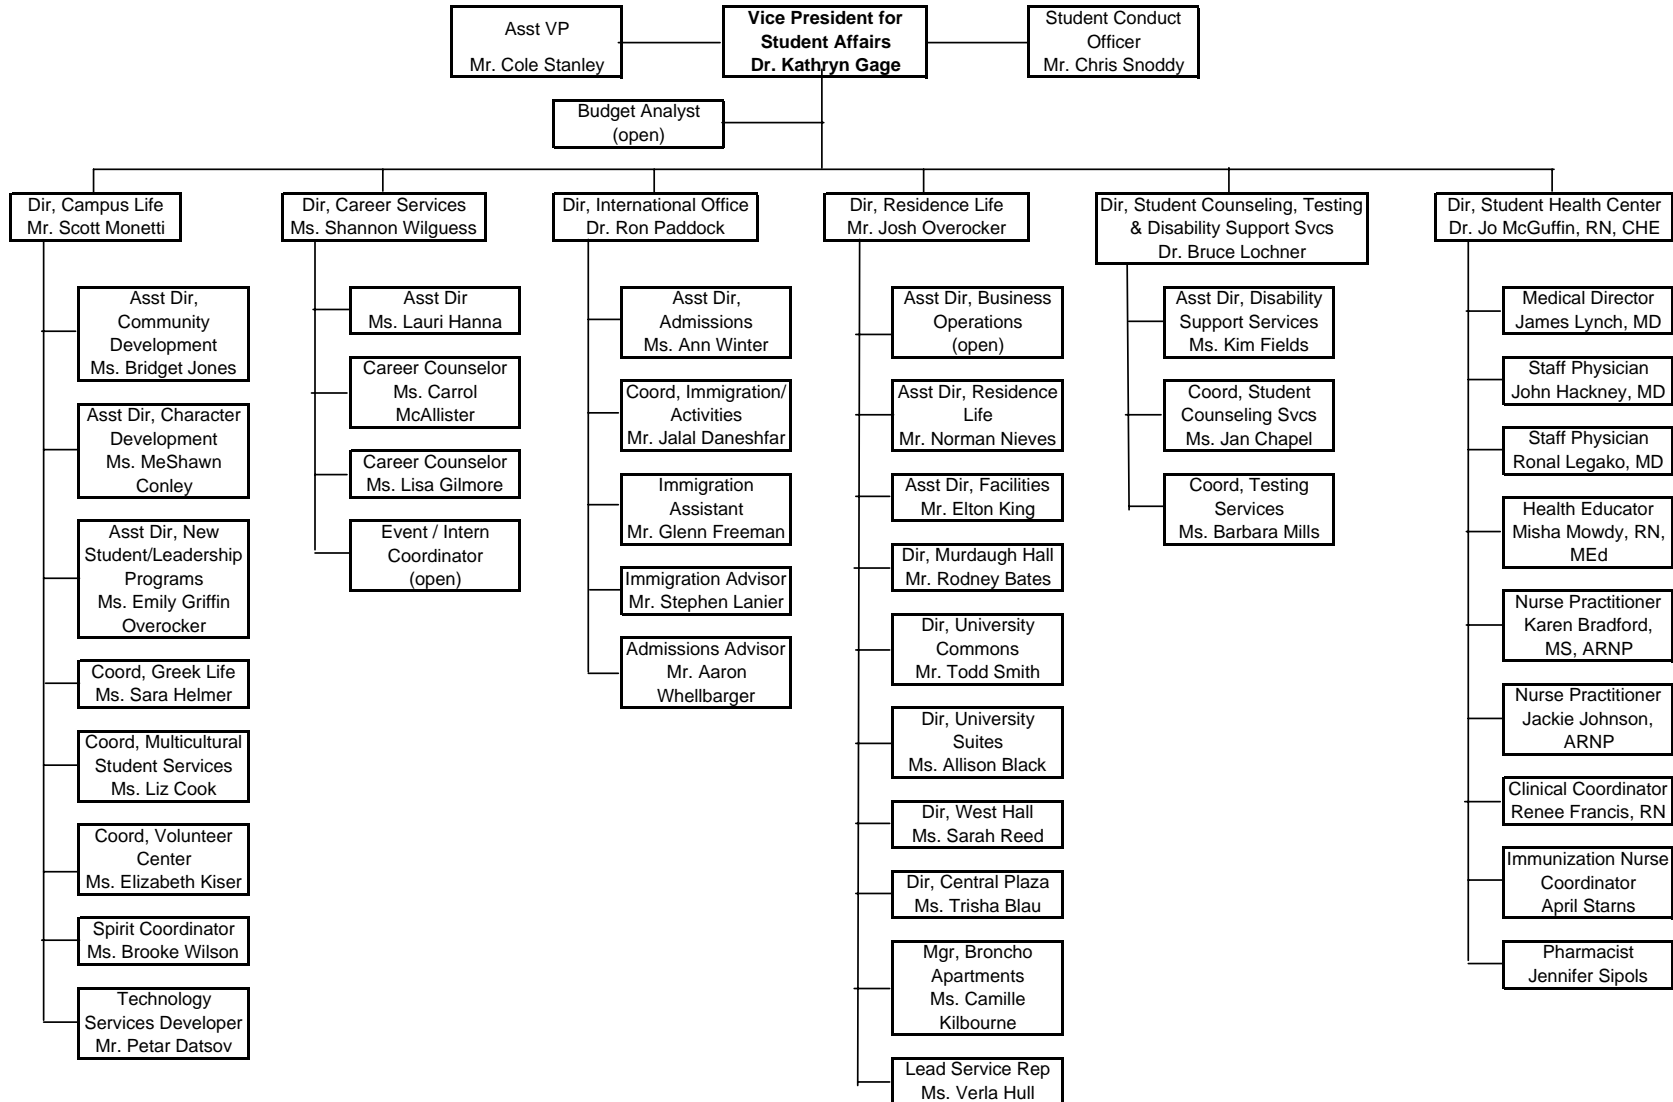 Asst VP
Mr. Cole Stanley
Vice President for
Student Affairs
Dr. Kathryn Gage
Student Conduct
Officer
Mr. Chris Snoddy
Budget Analyst
(open)
Dir, Campus Life
Mr. Scott Monetti
Asst Dir,
Community
Development
Ms. Bridget Jones
Asst Dir, Character
Development
Ms. MeShawn
Conley
Asst Dir, New
Student/Leadership
Programs
Ms. Emily Griffin
Overocker
Coord, Greek Life
Ms. Sara Helmer
Coord, Multicultural
Student Services
Ms. Liz Cook
Coord, Volunteer
Center
Ms. Elizabeth Kiser
Spirit Coordinator
Ms. Brooke Wilson
Technology
Services Developer
Mr. Petar Datsov
Dir, Career Services
Ms. Shannon Wilguess
Asst Dir
Ms. Lauri Hanna
Career Counselor
Ms. Carrol
McAllister
Career Counselor
Ms. Lisa Gilmore
Event / Intern
Coordinator
(open)
Dir, International Office
Dr. Ron Paddock
Asst Dir,
Admissions
Ms. Ann Winter
Coord, Immigration/
Activities
Mr. Jalal Daneshfar
Immigration
Assistant
Mr. Glenn Freeman
Immigration Advisor
Mr. Stephen Lanier
Admissions Advisor
Mr. Aaron
Whellbarger
Dir, Residence Life
Mr. Josh Overocker
Asst Dir, Business
Operations
(open)
Asst Dir, Residence
Life
Mr. Norman Nieves
Asst Dir, Facilities
Mr. Elton King
Dir, Murdaugh Hall
Mr. Rodney Bates
Dir, University
Commons
Mr. Todd Smith
Dir, University
Suites
Ms. Allison Black
Dir, West Hall
Ms. Sarah Reed
Dir, Central Plaza
Ms. Trisha Blau
Mgr, Broncho
Apartments
Ms. Camille
Kilbourne
Lead Service Rep
Ms. Verla Hull
Dir, Student Counseling, Testing
& Disability Support Svcs
Dr. Bruce Lochner
Asst Dir, Disability
Support Services
Ms. Kim Fields
Coord, Student
Counseling Svcs
Ms. Jan Chapel
Coord, Testing
Services
Ms. Barbara Mills
Dir, Student Health Center
Dr. Jo McGuffin, RN, CHE
Medical Director
James Lynch, MD
Staff Physician
John Hackney, MD
Staff Physician
Ronal Legako, MD
Health Educator
Misha Mowdy, RN,
MEd
Nurse Practitioner
Karen Bradford,
MS, ARNP
Nurse Practitioner
Jackie Johnson,
ARNP
Clinical Coordinator
Renee Francis, RN
Immunization Nurse
Coordinator
April Starns
Pharmacist
Jennifer Sipols